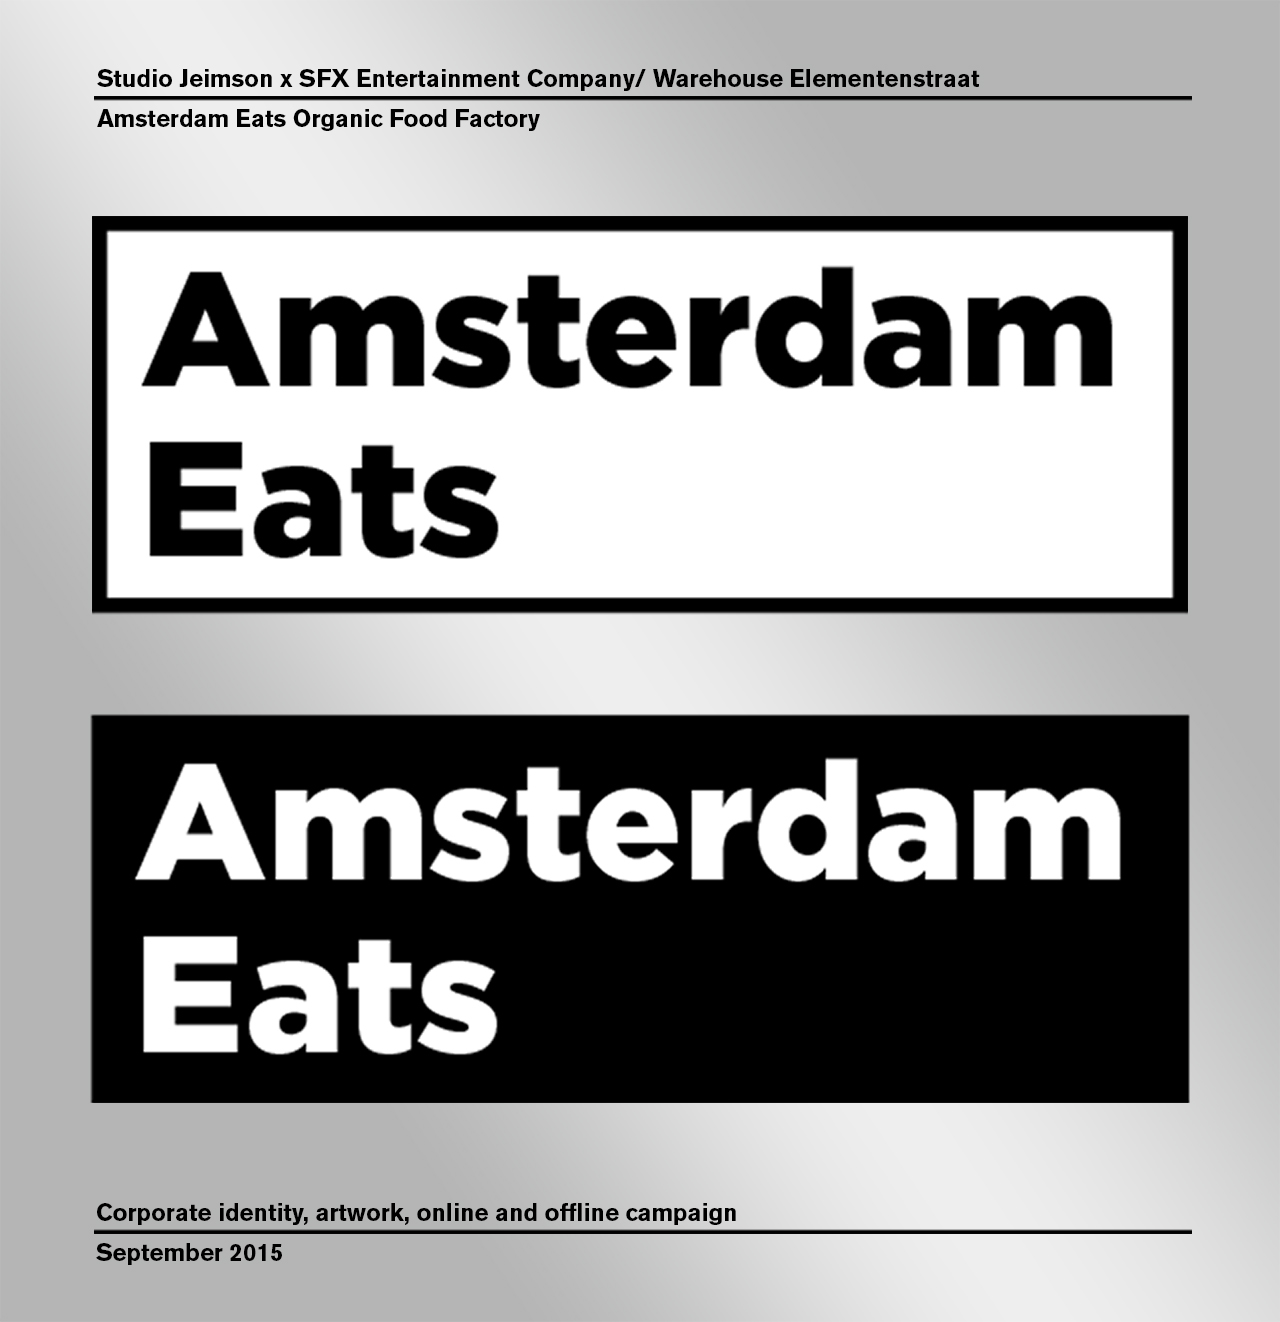 Studio Jeimson x SFX Entertainment Company/ Warehouse Elementenstraat
Amsterdam Eats Organic Food Factory
Amsterdam
Eats
Amsterdam
Eats
Corporate identity, artwork, online and offline campaign
September 2015